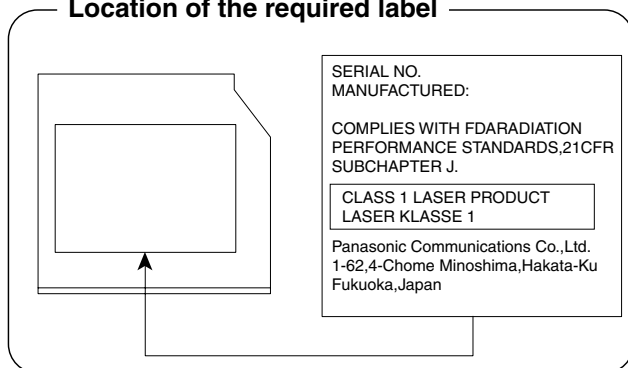 Location of the required label
SERIAL NO.
MANUFACTURED:
COMPLIES WITH FDARADIATION
PERFORMANCE STANDARDS,21CFR
SUBCHAPTER J.
CLASS 1 LASER PRODUCT
LASER KLASSE 1
Panasonic Communications Co.,Ltd.
1-62,4-Chome Minoshima,Hakata-Ku
Fukuoka,Japan